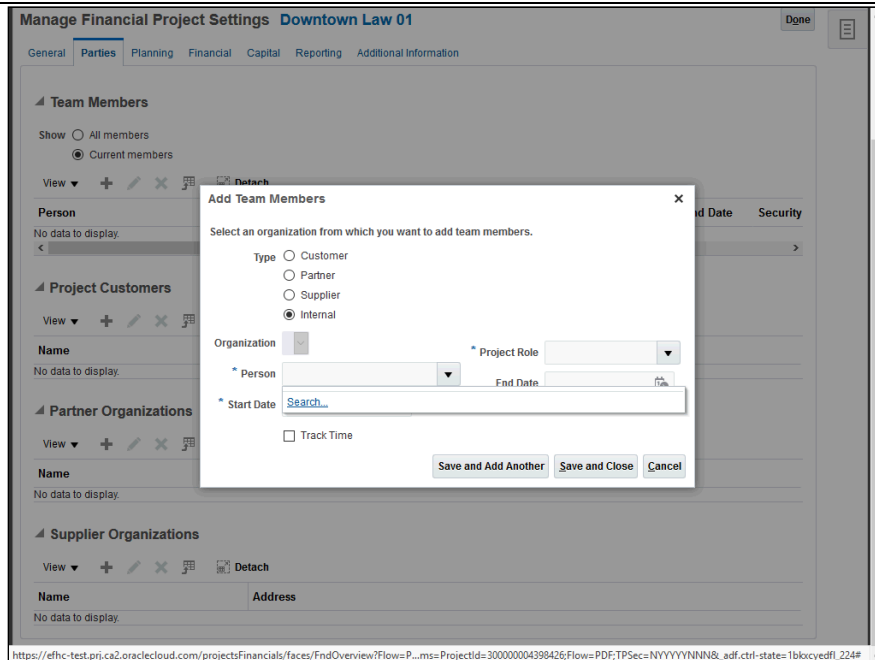 Manage Financial Project Settings Downtown Law 01
Done
General Parties Planning Financial Capital Reporting Additional Information
Team Members
Show All members
Current members
View Detach
Person
nd Date Security
No data to display.
Add Team Members
Select an organization from which you want to add team members.
Type Customer
Partner
Supplier
Internal
Organization
* Project Role
* Person
End Date
* Start Date
Search...
Track Time
Save and Add Another Save and Close Cancel
Project Customers
View
Name
No data to display.
Partner Organizations
View
Name
No data to display.
Supplier Organizations
View Detach
Name Address
No data to display.
https://efhc-test.prj.ca2.oraclecloud.com/projectsFinancials/faces/FndOverview?Flow=P...ms=ProjectId=300000004398426;Flow=PDF;TPSec=NYYYYYNNN&_adf.ctrl-state=1bkxcyedfl_224#